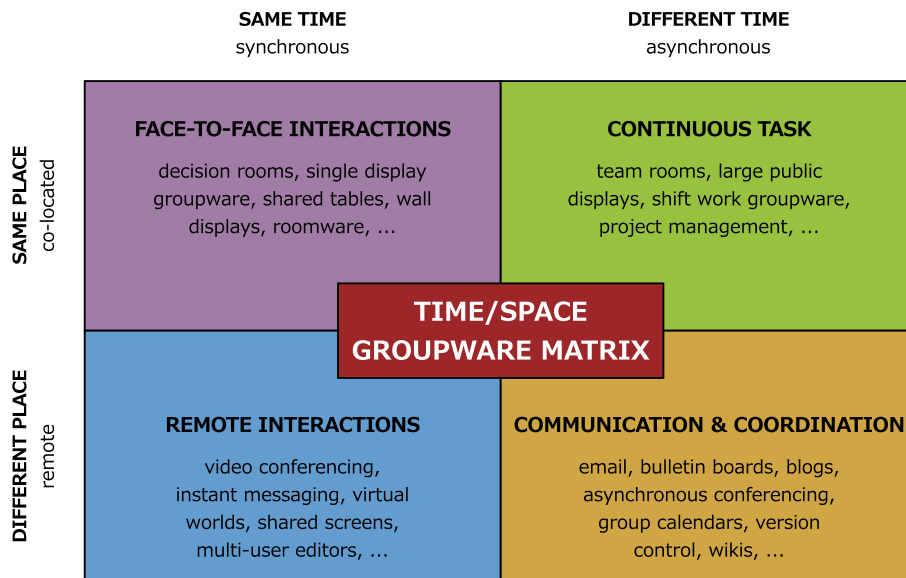 SAME TIME
synchronous
DIFFERENT TIME
asynchronous
SAME PLACE
co-located
FACE-TO-FACE INTERACTIONS
decision rooms, single display
groupware, shared tables, wall
displays, roomware, ...
CONTINUOUS TASK
team rooms, large public
displays, shift work groupware,
project management, ...
TIME/SPACE
GROUPWARE MATRIX
DIFFERENT PLACE
remote
REMOTE INTERACTIONS
video conferencing,
instant messaging, virtual
worlds, shared screens,
multi-user editors, ...
COMMUNICATION & COORDINATION
email, bulletin boards, blogs,
asynchronous conferencing,
group calendars, version
control, wikis, ...